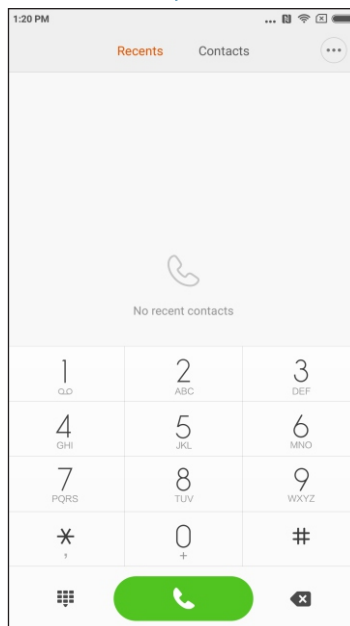 1:20 PM
Recents Contacts
No recent contacts
1 2 3
ABC DEF
4 5 6
GHI JKL MNO
7 8 9
PQRS TUV WXYZ
* 0 #
, +